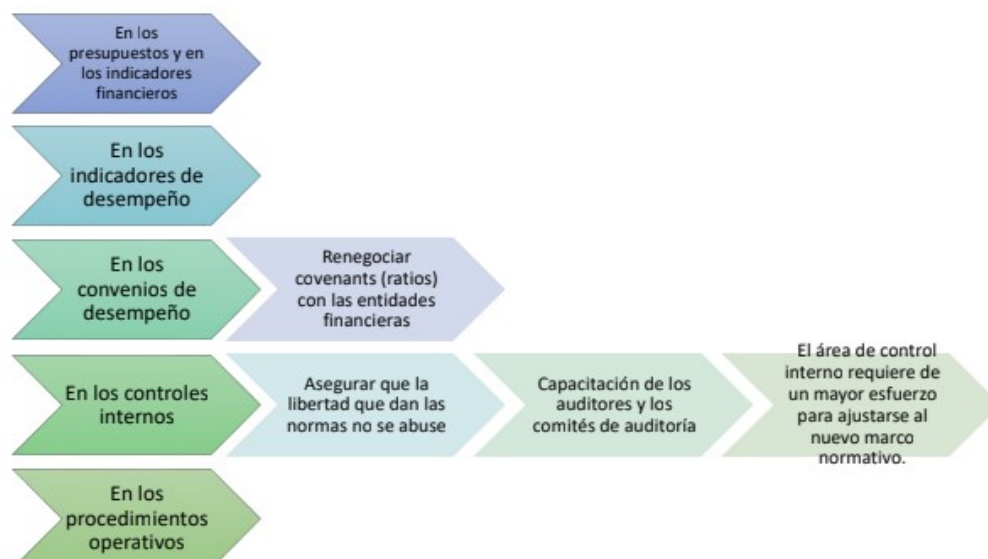 En los
presupuestos y en
los indicadores
financieros
En los
indicadores de
desempeño
En los
convenios de
desempeño
Renegociar
covenants (ratios)
con las entidades
financieras
En los controles
internos
Asegurar que la
libertad que dan las
normas no se abuse
Capacitación de los
auditores y los
comités de auditoría
El área de control
interno requiere de
un mayor esfuerzo
para ajustarse al
nuevo marco
normativo.
En los
procedimientos
operativos